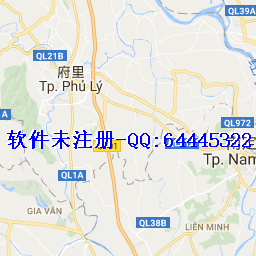 QL1
QL21B
府里
Tp. Phủ Lý
QL972
软件未注册-QQ:64445322
Tp. Nam
QL1A
GIA VÂN
QL38B
LIÊN MINH